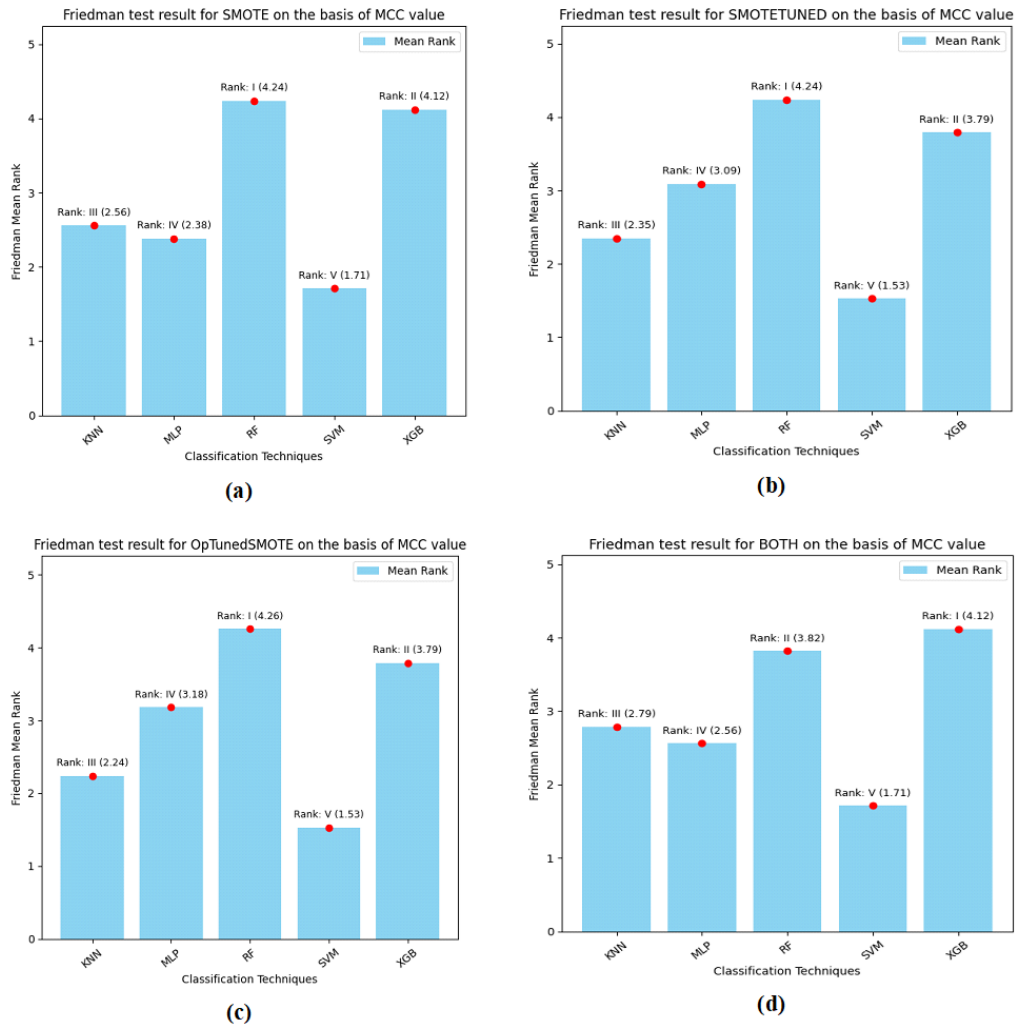 Friedman test result for SMOTE on the basis of MCC value
Mean Rank
5
4
3
2
1
0
Friedman Mean Rank
Rank: III (2.56)
Rank: IV (2.38)
Rank: I (4.24)
Rank: V (1.71)
Rank: II (4.12)
KNN
MLP
RF
SVM
XGB
Classification Techniques
(a)
Friedman test result for SMOTETUNED on the basis of MCC value
Mean Rank
5
4
3
2
1
0
Friedman Mean Rank
Rank: III (2.35)
Rank: IV (3.09)
Rank: I (4.24)
Rank: V (1.53)
Rank: II (3.79)
KNN
MLP
RF
SVM
XGB
Classification Techniques
(b)
Friedman test result for OpTunedSMOTE on the basis of MCC value
Mean Rank
5
4
3
2
1
0
Friedman Mean Rank
Rank: III (2.24)
Rank: IV (3.18)
Rank: I (4.26)
Rank: V (1.53)
Rank: II (3.79)
KNN
MLP
RF
SVM
XGB
Classification Techniques
(c)
Friedman test result for BOTH on the basis of MCC value
Mean Rank
5
4
3
2
1
0
Friedman Mean Rank
Rank: III (2.79)
Rank: IV (2.56)
Rank: II (3.82)
Rank: V (1.71)
Rank: I (4.12)
KNN
MLP
RF
SVM
XGB
Classification Techniques
(d)